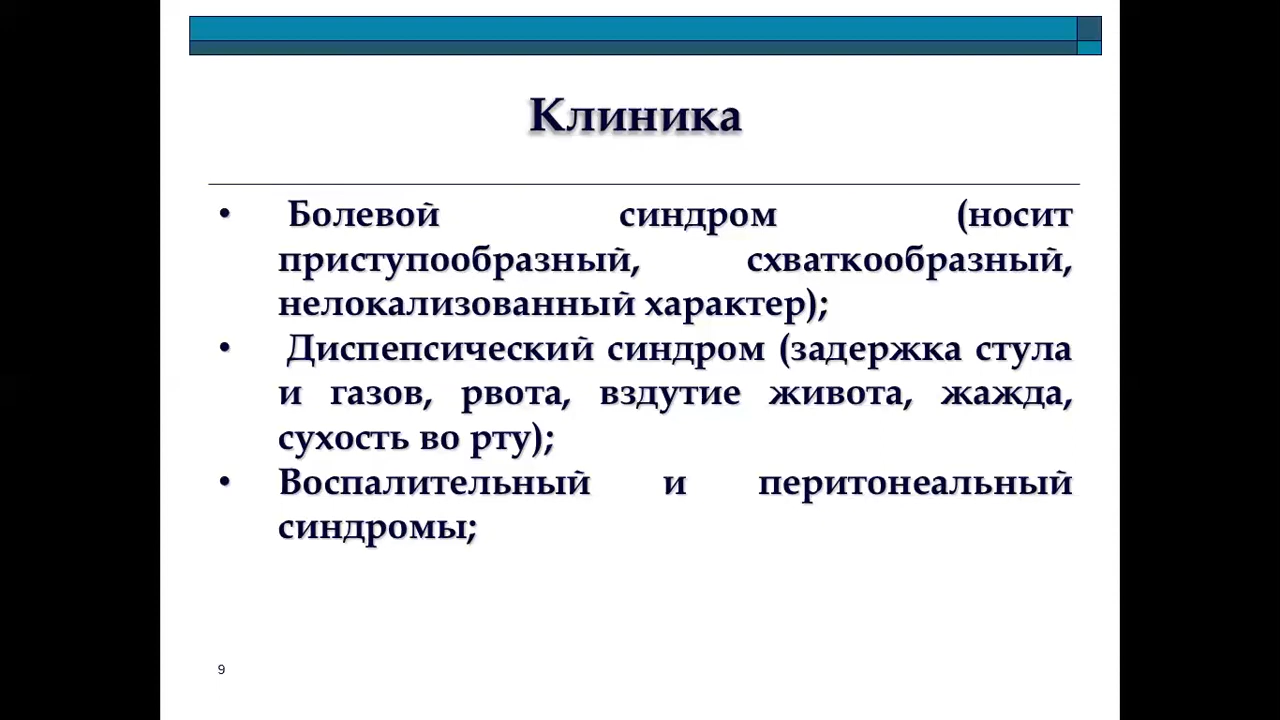 Клиника
• Болевой синдром (носит
приступообразный, схваткообразный,
нелокализованный характер);
• Диспепсический синдром (задержка стула
и газов, рвота, вздутие живота, жажда,
сухость во рту);
• Воспалительный и перитонеальный
синдромы;
9